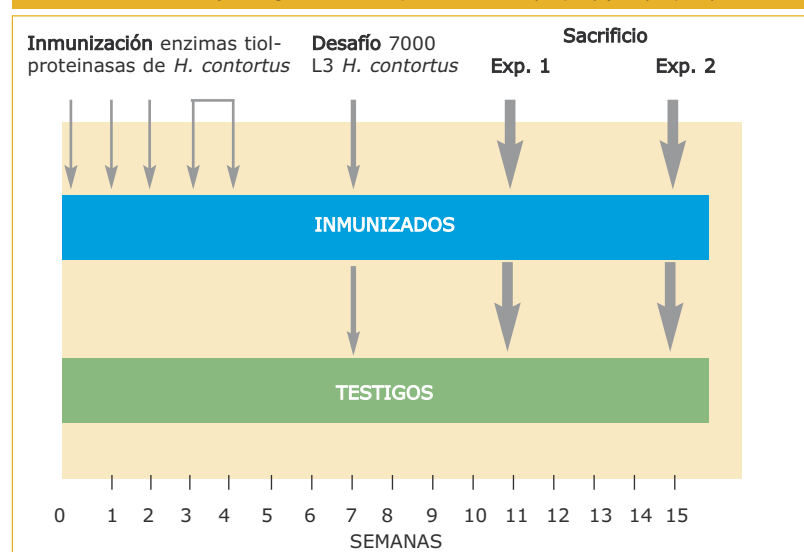 Inmunización enzimas tiol-
proteinasas de H. contortus
Desafío 7000
L3 H. contortus
Sacrificio
Exp. 1 Exp. 2
INMUNIZADOS
TESTIGOS
0 1 2 3 4 5 6 7 8 9 10 11 12 13 14 15
SEMANAS